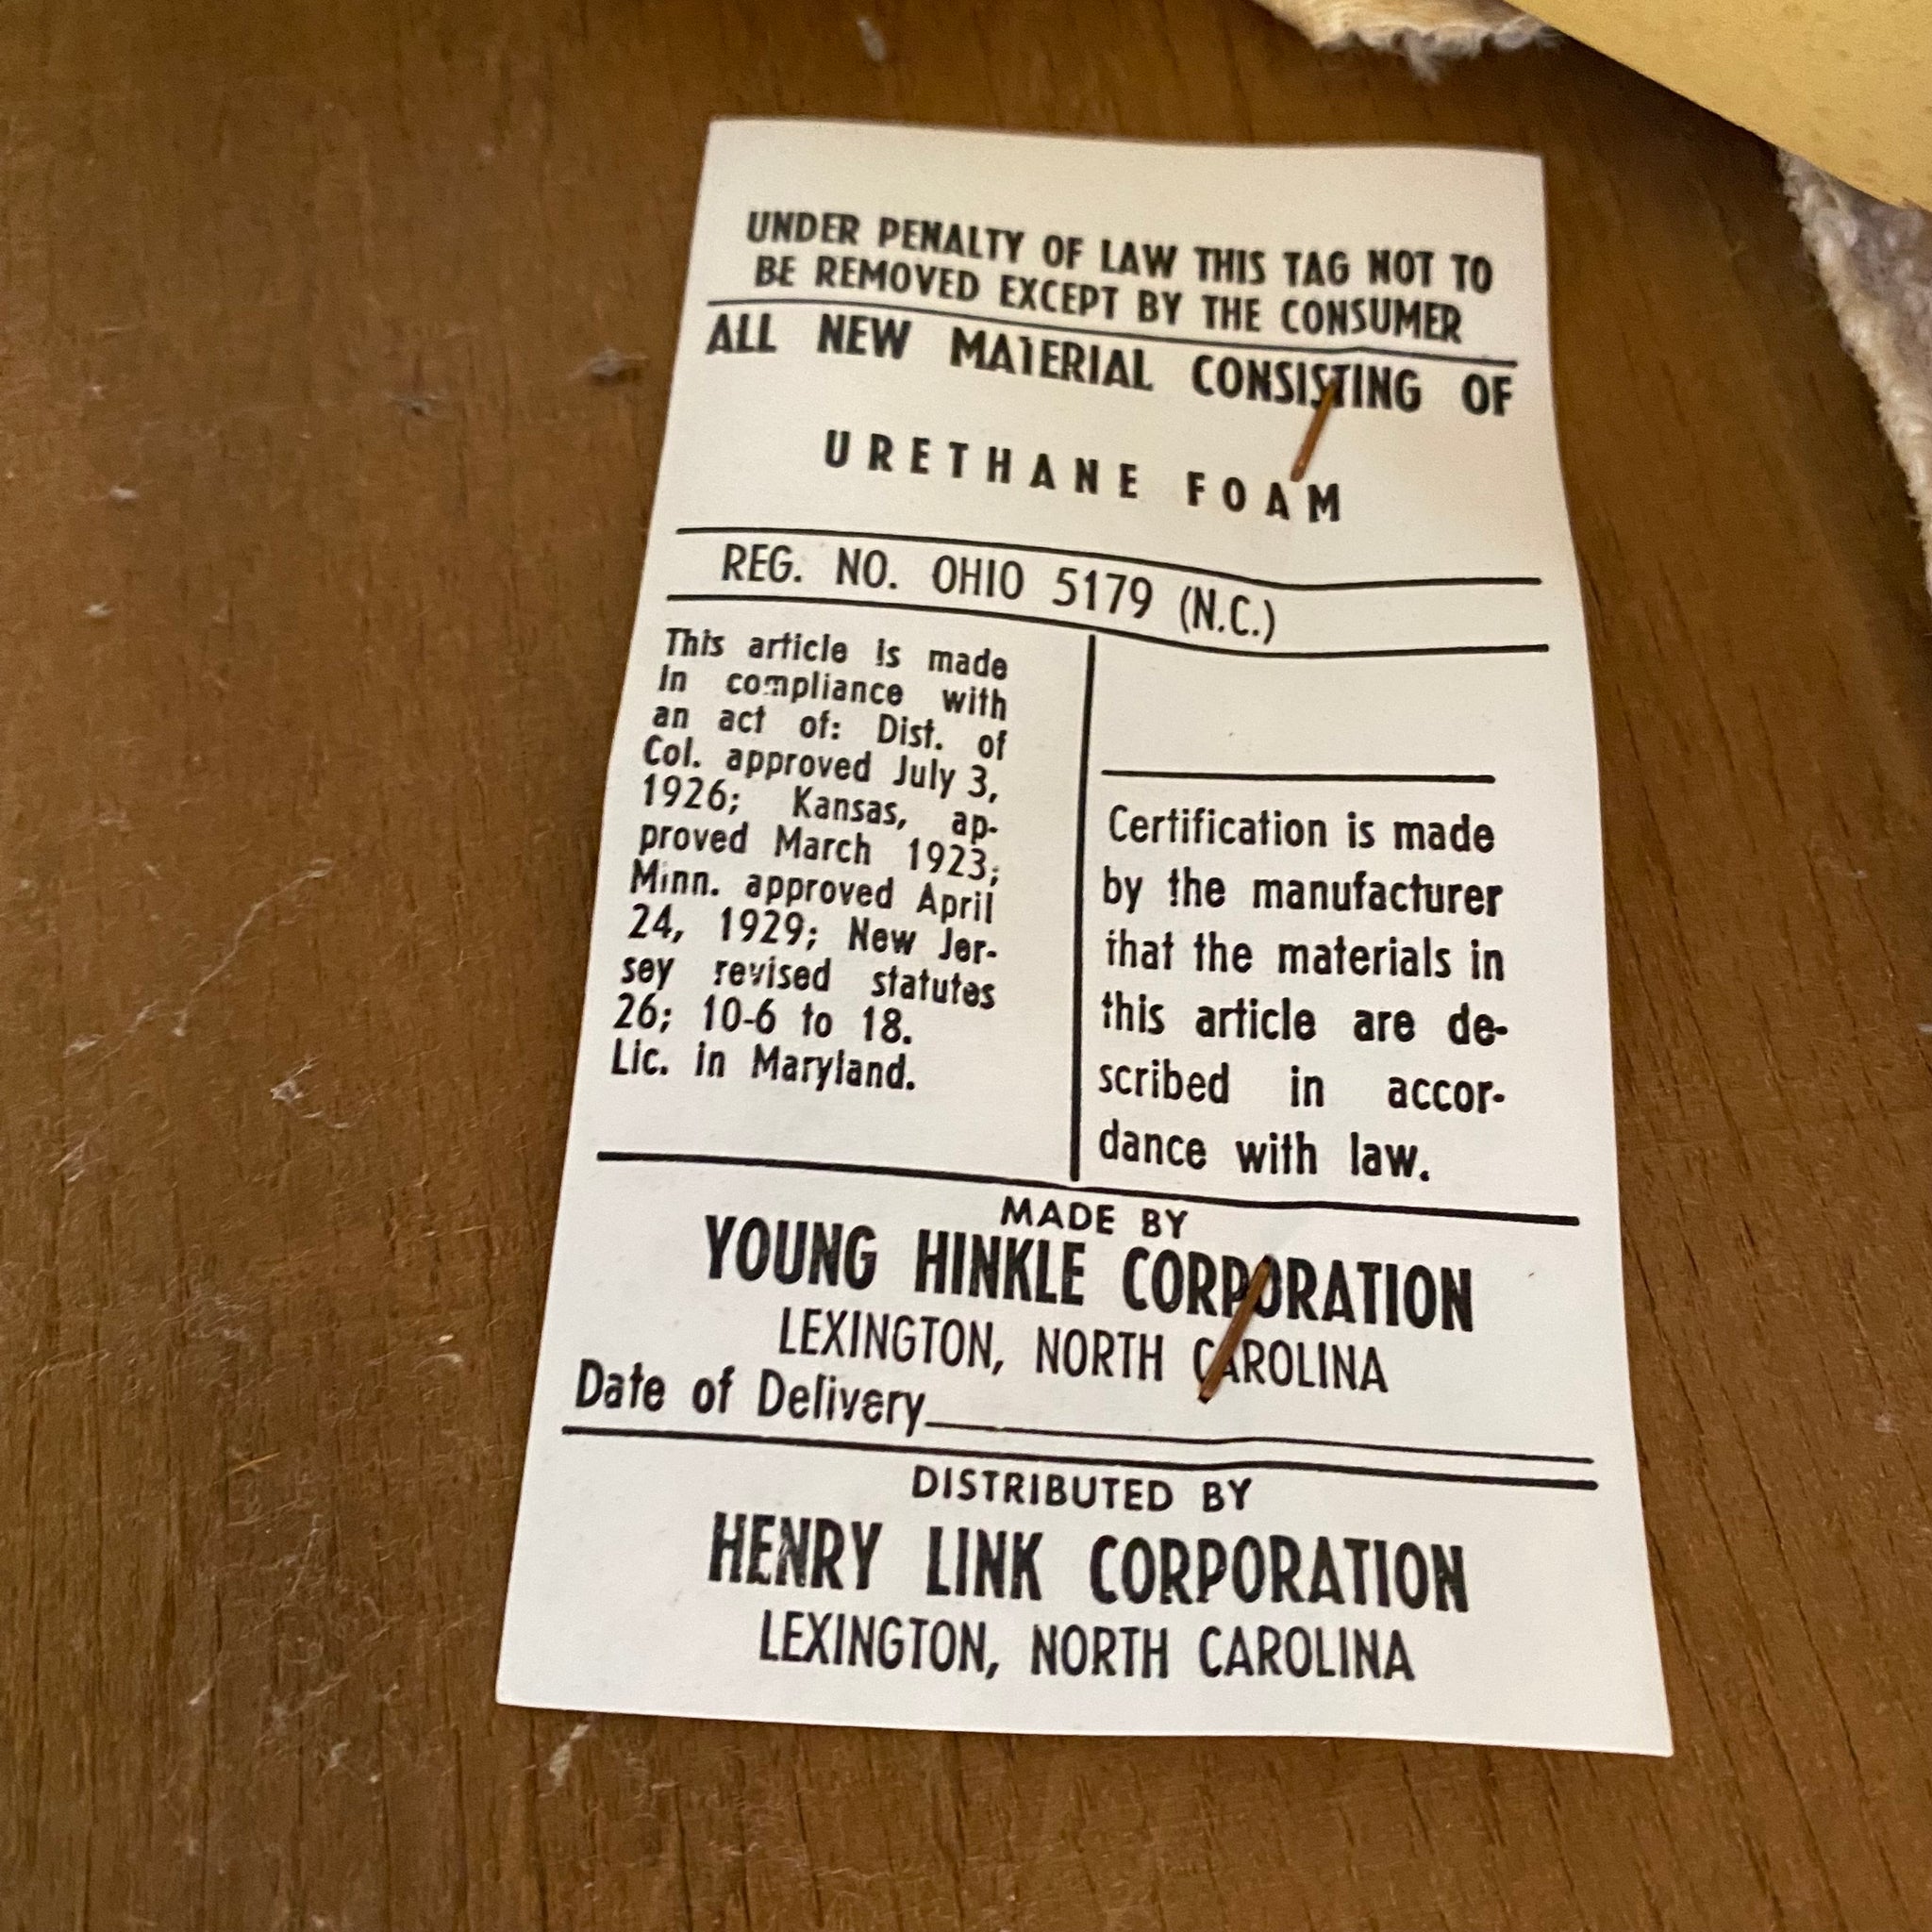 UNDER PENALTY OF LAW THIS TAG NOT TO
BE REMOVED EXCEPT BY THE CONSUMER
ALL NEW MATERIAL CONSISTING OF
URETHANE FOAM
REG. NO. OHIO 5179 (N.C.)
This article is made
in compliance with
an act of: Dist. of
Col. approved July 3,
1926; Kansas, ap-
proved March 1923;
Minn. approved April
24, 1929; New Jer-
sey revised statutes
26; 10-6 to 18.
Lic. in Maryland.
Certification is made
by the manufacturer
that the materials in
this article are de-
scribed in accor-
dance with law.
MADE BY
YOUNG HINKLE CORPORATION
LEXINGTON, NORTH CAROLINA
Date of Delivery
DISTRIBUTED BY
HENRY LINK CORPORATION
LEXINGTON, NORTH CAROLINA